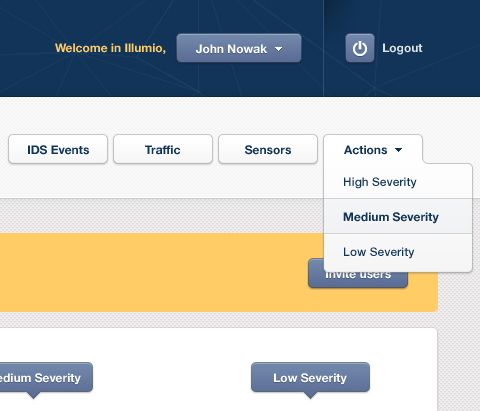 Welcome in Illumio,
John Nowak
Logout
IDS Events
Traffic
Sensors
Actions
High Severity
Medium Severity
Low Severity
Invite users
edium Severity
Low Severity